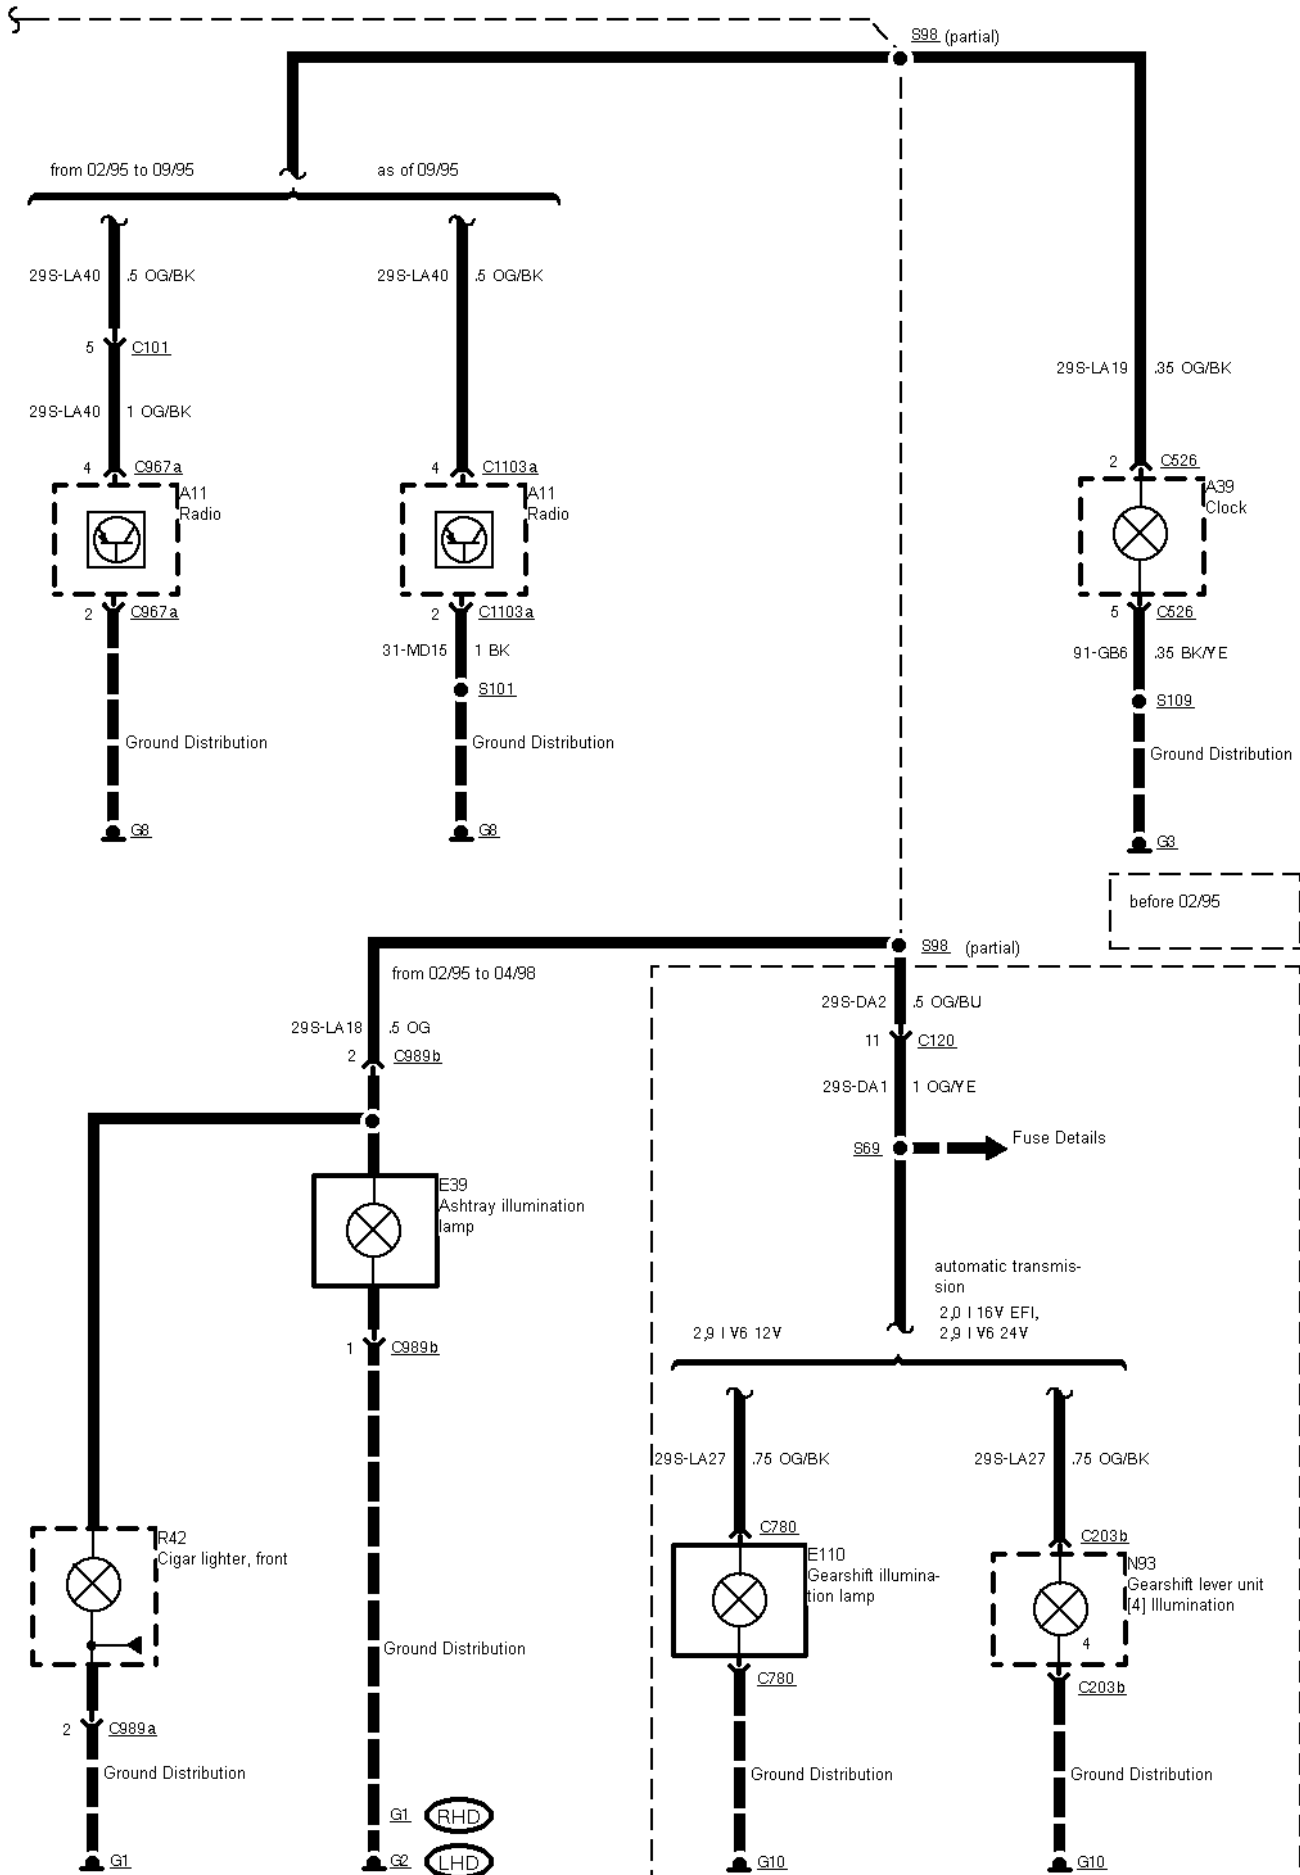 S98 (partial)
from 02/95 to 09/95
as of 09/95
29S-LA40 .5 OG/BK
29S-LA40 .5 OG/BK
5 C101
29S-LA19 .35 OG/BK
29S-LA40 1 OG/BK
4 C967a
4 C1103a
2 C526
A11
Radio
A11
Radio
A39
Clock
2 C967a
2 C1103a
5 C526
31-MD15 1 BK
91-GB6 .35 BK/YE
S101
S109
Ground Distribution
Ground Distribution
Ground Distribution
G8
G8
G3
before 02/95
S98 (partial)
from 02/95 to 04/98
29S-DA2 .5 OG/BU
29S-LA18 .5 OG
11 C120
2 C989b
29S-DA1 1 OG/YE
S69
Fuse Details
E39
Ashtray illumination
lamp
automatic transmis-
sion
2,0 l 16V EFI,
2,9 l V6 24V
2,9 l V6 12V
1 C989b
29S-LA27 .75 OG/BK
29S-LA27 .75 OG/BK
C780
C203b
R42
Cigar lighter, front
E110
Gearshift illumina-
tion lamp
N93
Gearshift lever unit
[4] Illumination
4
Ground Distribution
C780
C203b
2 C989a
Ground Distribution
Ground Distribution
Ground Distribution
G1 RHD
G1
G2 LHD
G10
G10